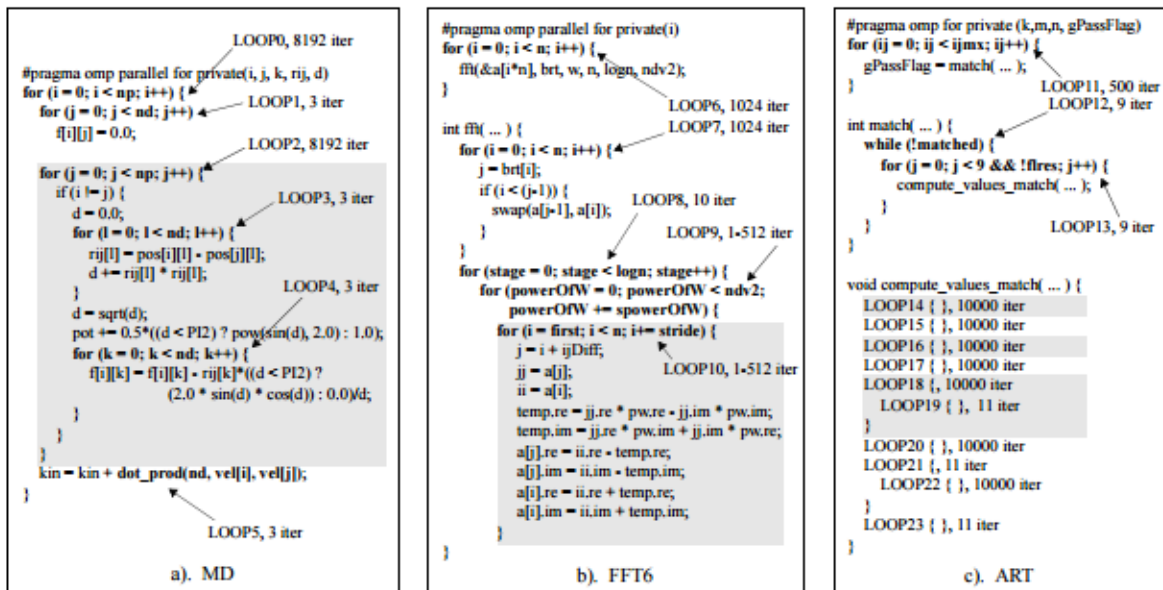 LOOP0, 8192 iter
#pragma omp parallel for private(i, j, k, rij, d)
for (i = 0; i < np; i++) {
LOOP1, 3 iter
for (j = 0; j < nd; j++)
f[i][j] = 0.0;
LOOP2, 8192 iter
for (j = 0; j < np; j++) {
if (i != j) {
LOOP3, 3 iter
d = 0.0;
for (l = 0; l < nd; l++) {
rij[l] = pos[i][l] - pos[j][l];
d += rij[l] * rij[l];
}
LOOP4, 3 iter
d = sqrt(d);
pot += 0.5*((d < PI2) ? pow(sin(d), 2.0) : 1.0);
for (k = 0; k < nd; k++) {
f[i][k] = f[i][k] - rij[k]*((d < PI2) ?
(2.0 * sin(d) * cos(d)) : 0.0)/d;
}
}
}
kin = kin + dot_prod(nd, vel[i], vel[j]);
}
LOOP5, 3 iter
a). MD
#pragma omp parallel for private(i)
for (i = 0; i < n; i++) {
fft(&a[i*n], brt, w, n, logn, ndv2);
}
LOOP6, 1024 iter
LOOP7, 1024 iter
int fft( ... ) {
for (i = 0; i < n; i++) {
j = brt[i];
if (i < (j-1)) {
LOOP8, 10 iter
swap(a[j-1], a[i]);
}
LOOP9, 1-512 iter
}
for (stage = 0; stage < logn; stage++) {
for (powerOfW = 0; powerOfW < ndv2;
powerOfW += spowerOfW) {
for (i = first; i < n; i += stride) {
j = i + ijDiff;
jj = a[j];
LOOP10, 1-512 iter
ii = a[i];
temp.re = jj.re * pw.re - jj.im * pw.im;
temp.im = jj.re * pw.im + jj.im * pw.re;
a[j].re = ii.re - temp.re;
a[j].im = ii.im - temp.im;
a[i].re = ii.re + temp.re;
a[i].im = ii.im + temp.im;
}
}
b). FFT6
#pragma omp for private (k,m,n, gPassFlag)
for (ij = 0; ij < ijmx; ij++) {
gPassFlag = match( ... );
}
LOOP11, 500 iter
LOOP12, 9 iter
int match( ... ) {
while (!matched) {
for (j = 0; j < 9 && !flres; j++) {
compute_values_match( ... );
}
}
LOOP13, 9 iter
}
void compute_values_match( ... ) {
LOOP14 { }, 10000 iter
LOOP15 { }, 10000 iter
LOOP16 { }, 10000 iter
LOOP17 { }, 10000 iter
LOOP18 {, 10000 iter
LOOP19 { }, 11 iter
}
LOOP20 { }, 10000 iter
LOOP21 {, 11 iter
LOOP22 { }, 10000 iter
}
LOOP23 { }, 11 iter
}
c). ART